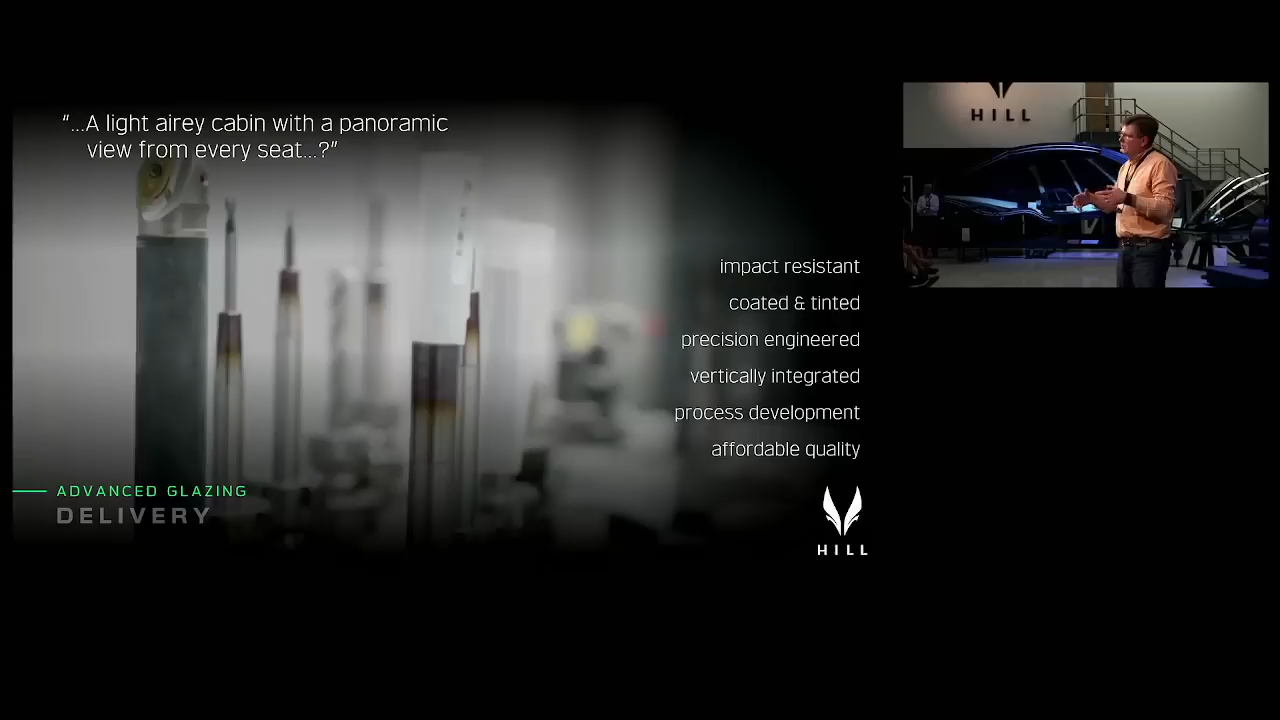 “...A light airey cabin with a panoramic
view from every seat...?”
impact resistant
coated & tinted
precision engineered
vertically integrated
process development
affordable quality
ADVANCED GLAZING
DELIVERY
HILL
HILL